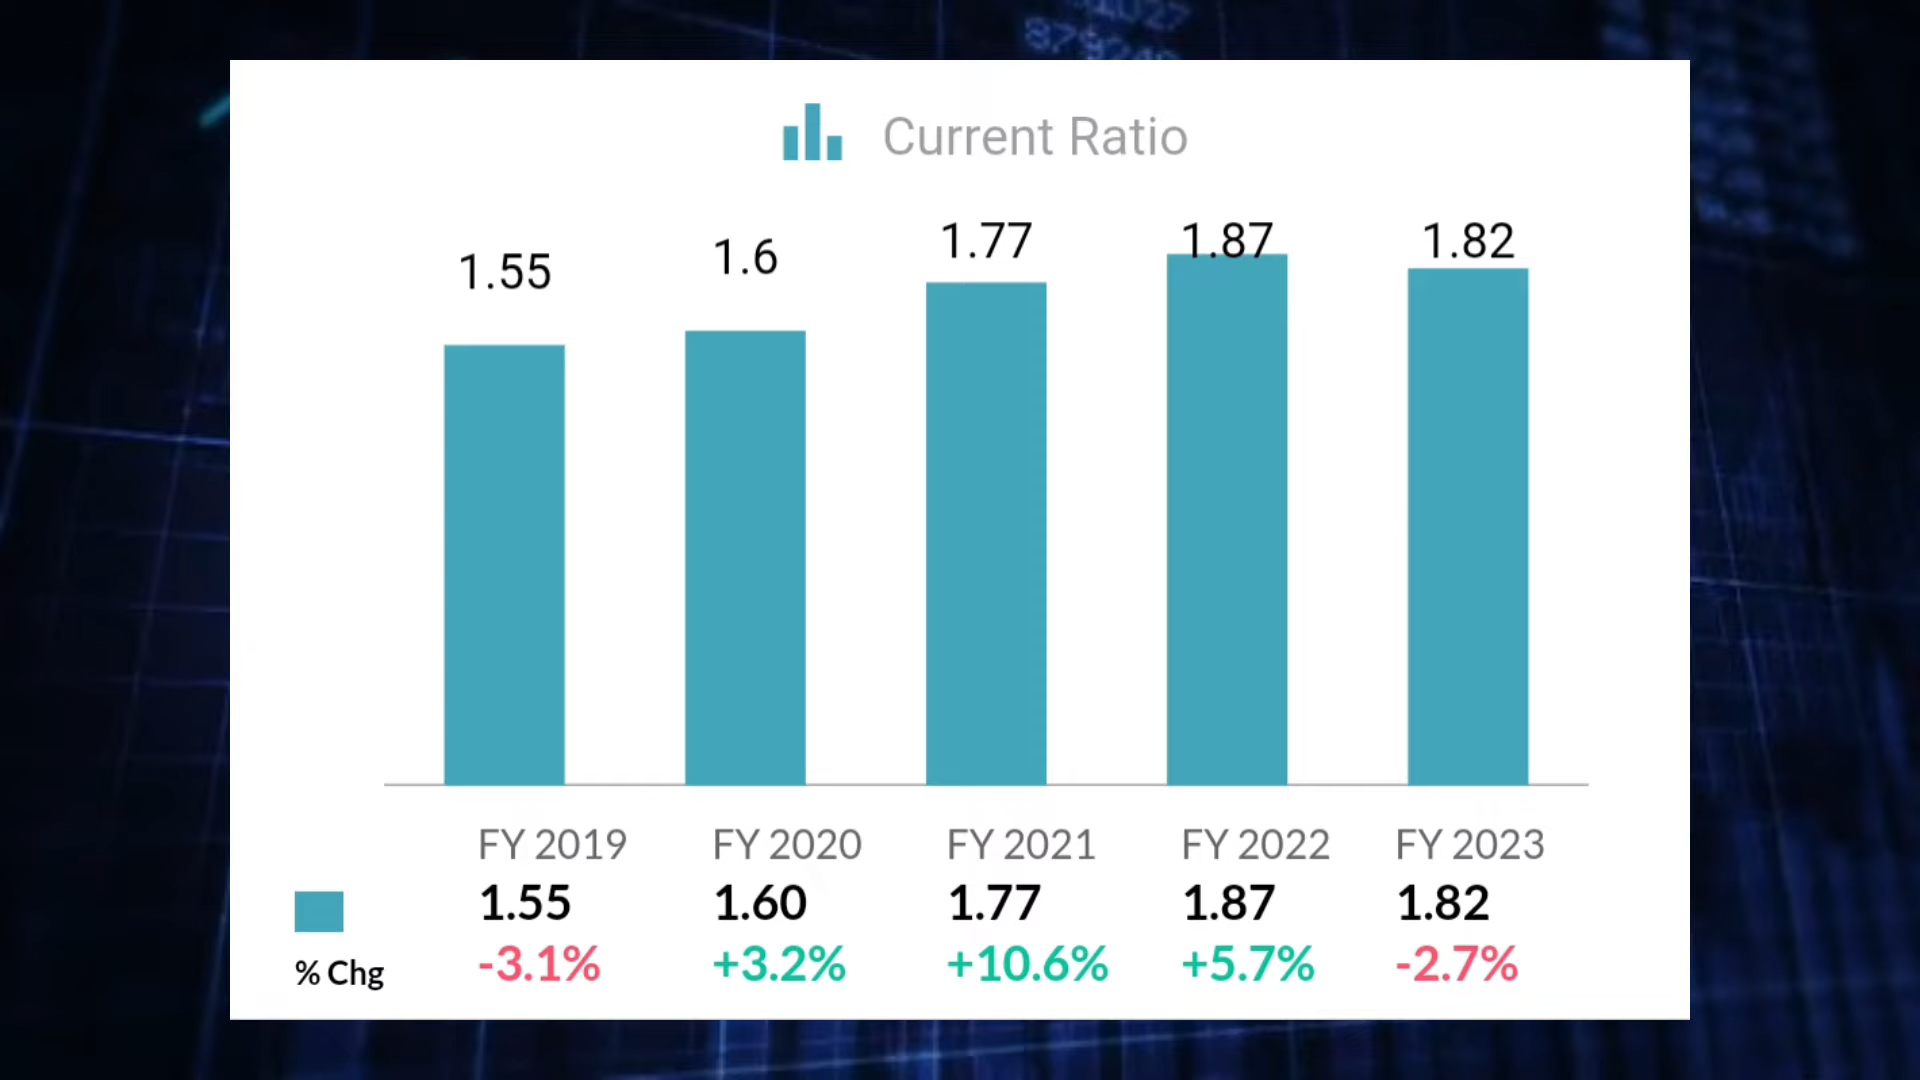 Current Ratio
1.55 1.6 1.77 1.87 1.82
FY 2019 FY 2020 FY 2021 FY 2022 FY 2023
1.55 1.60 1.77 1.87 1.82
% Chg -3.1% +3.2% +10.6% +5.7% -2.7%